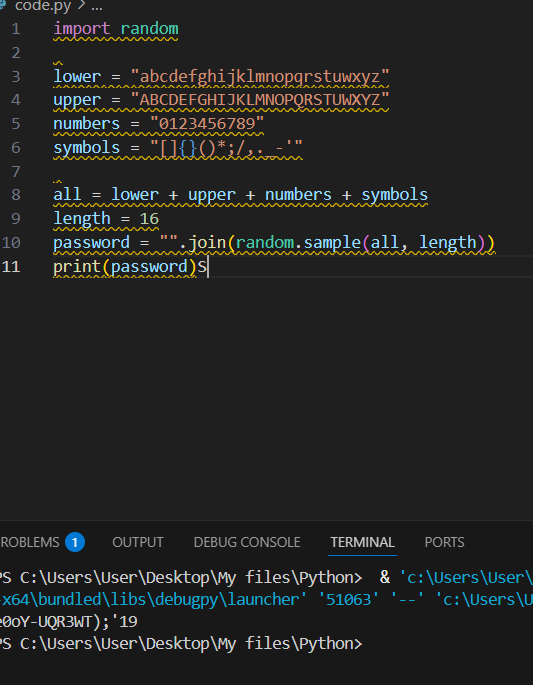 code.py > ...
1 import random
2
3 lower = "abcdefghijklmnopqrstuwxyz"
4 upper = "ABCDEFGHIJKLMNOPQRSTUWXYZ"
5 numbers = "0123456789"
6 symbols = "[]{}()*;/,._-'"
7
8 all = lower + upper + numbers + symbols
9 length = 16
10 password = "".join(random.sample(all, length))
11 print(password)S
ROBLEMS 1 OUTPUT DEBUG CONSOLE TERMINAL PORTS
PS C:\Users\User\Desktop\My files\Python> & 'c:\Users\User\
-x64\bundled\libs\debugpy\launcher' '51063' '--' 'c:\Users\U
e0oY-UQR3WT);'19
PS C:\Users\User\Desktop\My files\Python>